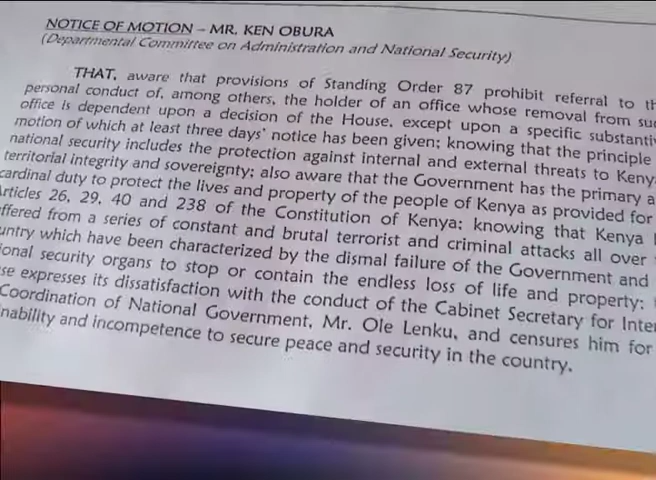 NOTICE OF MOTION – MR. KEN OBURA
(Departmental Committee on Administration and National Security)
THAT, aware that provisions of Standing Order 87 prohibit referral to
personal conduct of, among others, the holder of an office whose removal from
office is dependent upon a decision of the House, except upon a specific
motion of which at least three days' notice has been given; knowing that the principle
national security includes the protection against internal and external threats to
territorial integrity and sovereignty; also aware that the Government has the primary
cardinal duty to protect the lives and property of the people of Kenya as provided for
Articles 26, 29, 40 and 238 of the Constitution of Kenya; knowing that Kenya
from a series of constant and brutal terrorist and criminal attacks all over
which have been characterized by the dismal failure of the Government and
security organs to stop or contain the endless loss of life and property;
expresses its dissatisfaction with the conduct of the Cabinet Secretary for
Coordination of National Government, Mr. Ole Lenku, and censures him for
inability and incompetence to secure peace and security in the country.